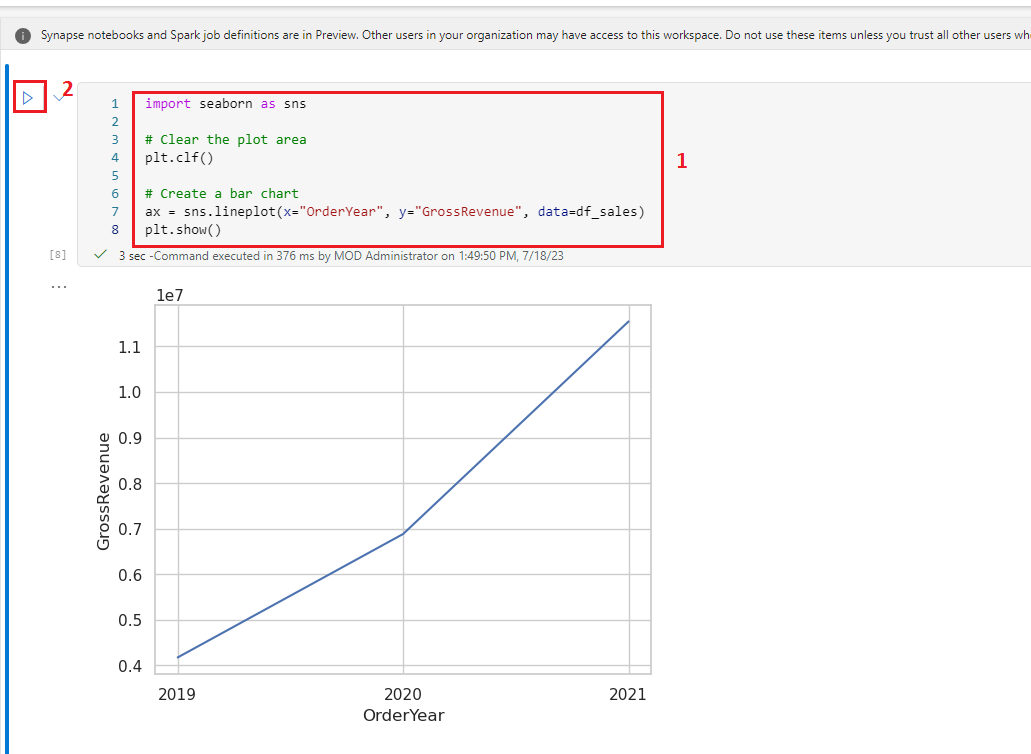 Synapse notebooks and Spark job definitions are in Preview. Other users in your organization may have access to this workspace. Do not use these items unless you trust all other users
2
1 import seaborn as sns
2
3 # Clear the plot area
4 plt.clf()
5
6 # Create a bar chart
7 ax = sns.lineplot(x="OrderYear", y="GrossRevenue", data=df_sales)
8 plt.show()
1
[8] 3 sec -Command executed in 376 ms by MOD Administrator on 1:49:50 PM, 7/18/23
...
1e7
1.1
1.0
0.9
0.8
0.7
0.6
0.5
0.4
GrossRevenue
2019 2020 2021
OrderYear